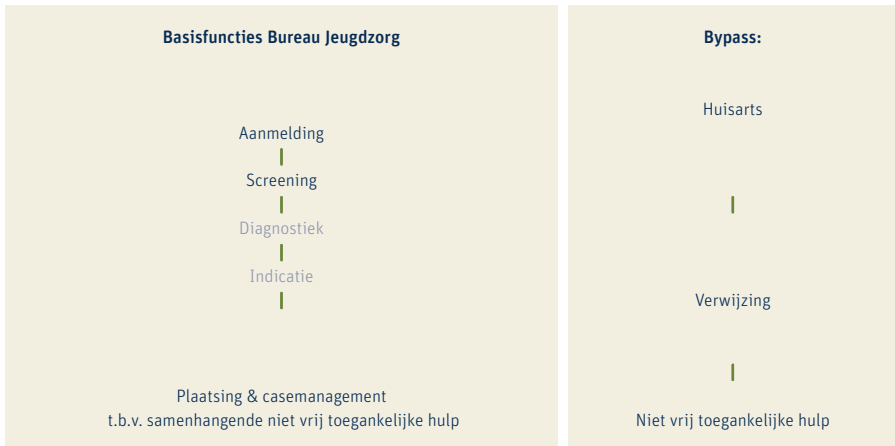 Basisfuncties Bureau Jeugdzorg
Aanmelding
Screening
Diagnostiek
Indicatie
Plaatsing & casemanagement
t.b.v. samenhangende niet vrij toegankelijke hulp
Bypass:
Huisarts
Verwijzing
Niet vrij toegankelijke hulp